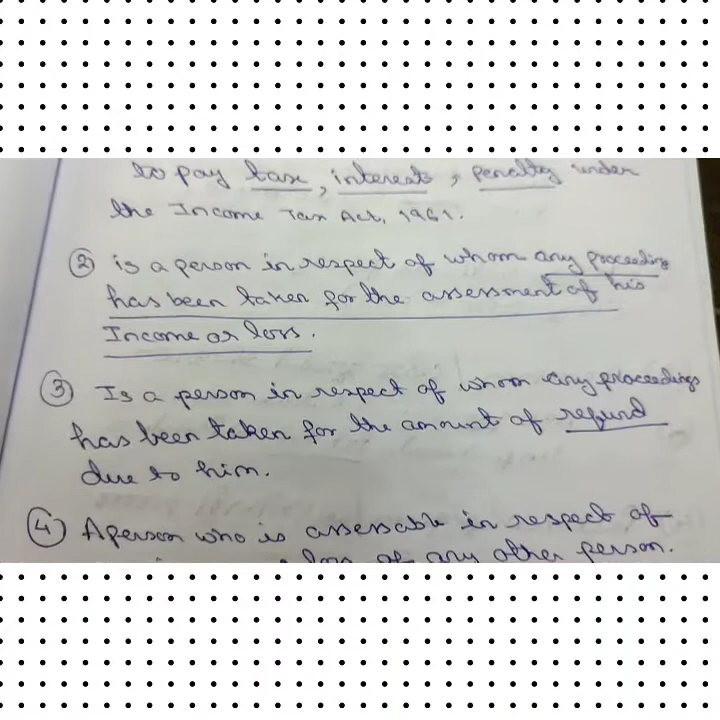 to pay tax, interest, penalty under
the Income Tax Act, 1961.
② is a person in respect of whom any proceeding
has been taken for the assessment of his
Income or loss.
③ Is a person in respect of whom any proceedings
has been taken for the amount of refund
due to him.
④ A person who is assessable in respect of
loss of any other person.